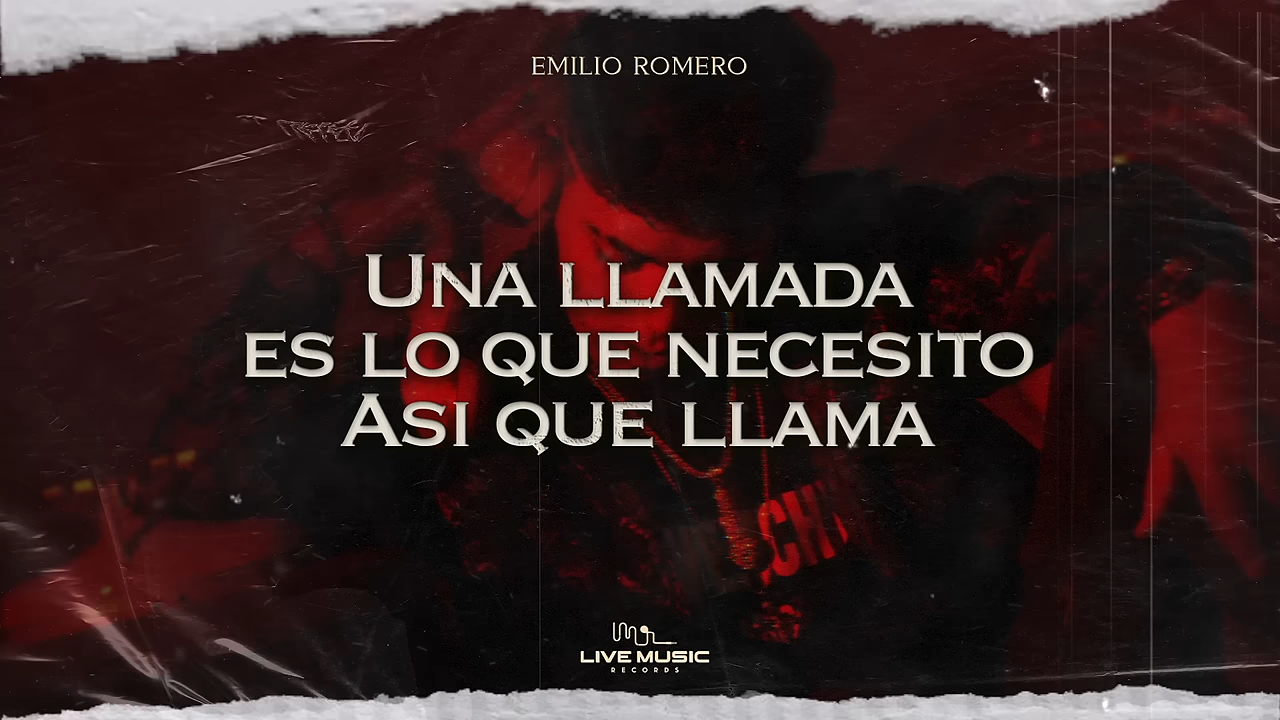 EMILIO ROMERO
UNA LLAMADA
ES LO QUE NECESITO
ASI QUE LLAMA
LIVE MUSIC
RECORDS